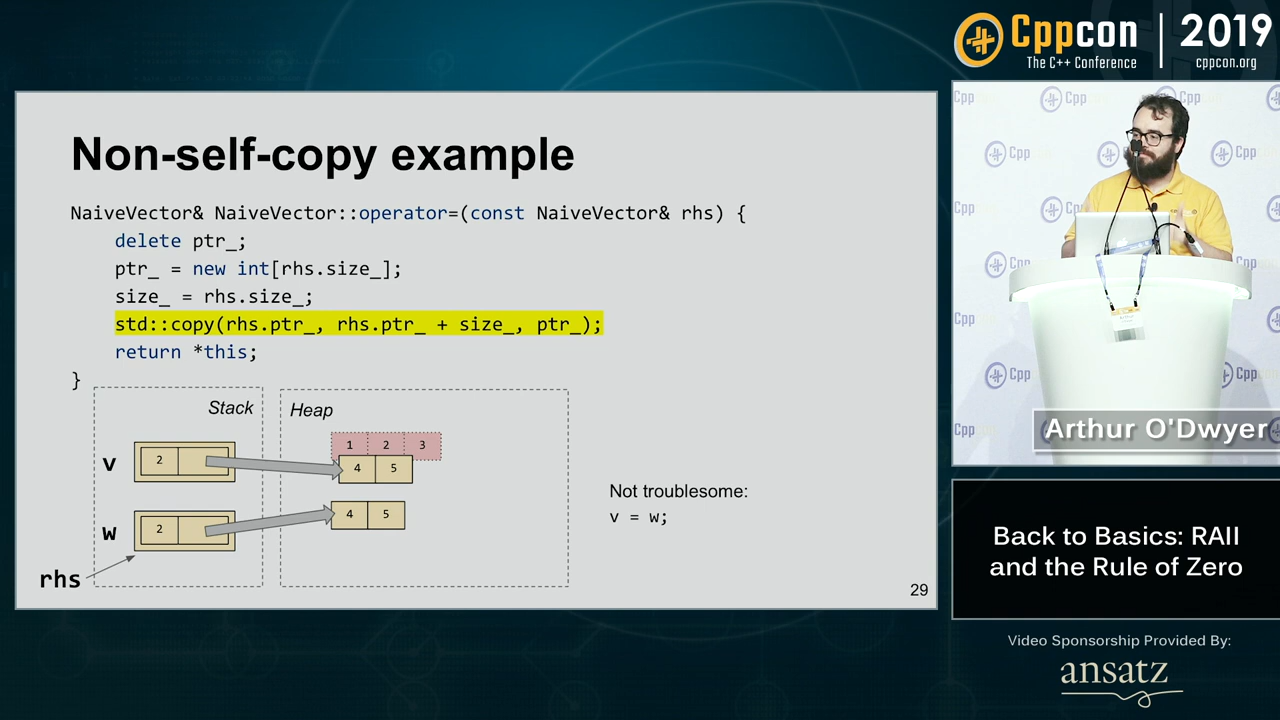 Cppcon
The C++ Conference
2019
cppcon.org
Non-self-copy example
NaiveVector& NaiveVector::operator=(const NaiveVector& rhs) {
delete ptr_;
ptr_ = new int[rhs.size_];
size_ = rhs.size_;
std::copy(rhs.ptr_, rhs.ptr_ + size_, ptr_);
return *this;
}
Stack
Heap
1 2 3
v
2
4 5
w
2
4 5
rhs
Not troublesome:
v = w;
29
Arthur O'Dwyer
Back to Basics: RAII
and the Rule of Zero
Video Sponsorship Provided By:
ansatz